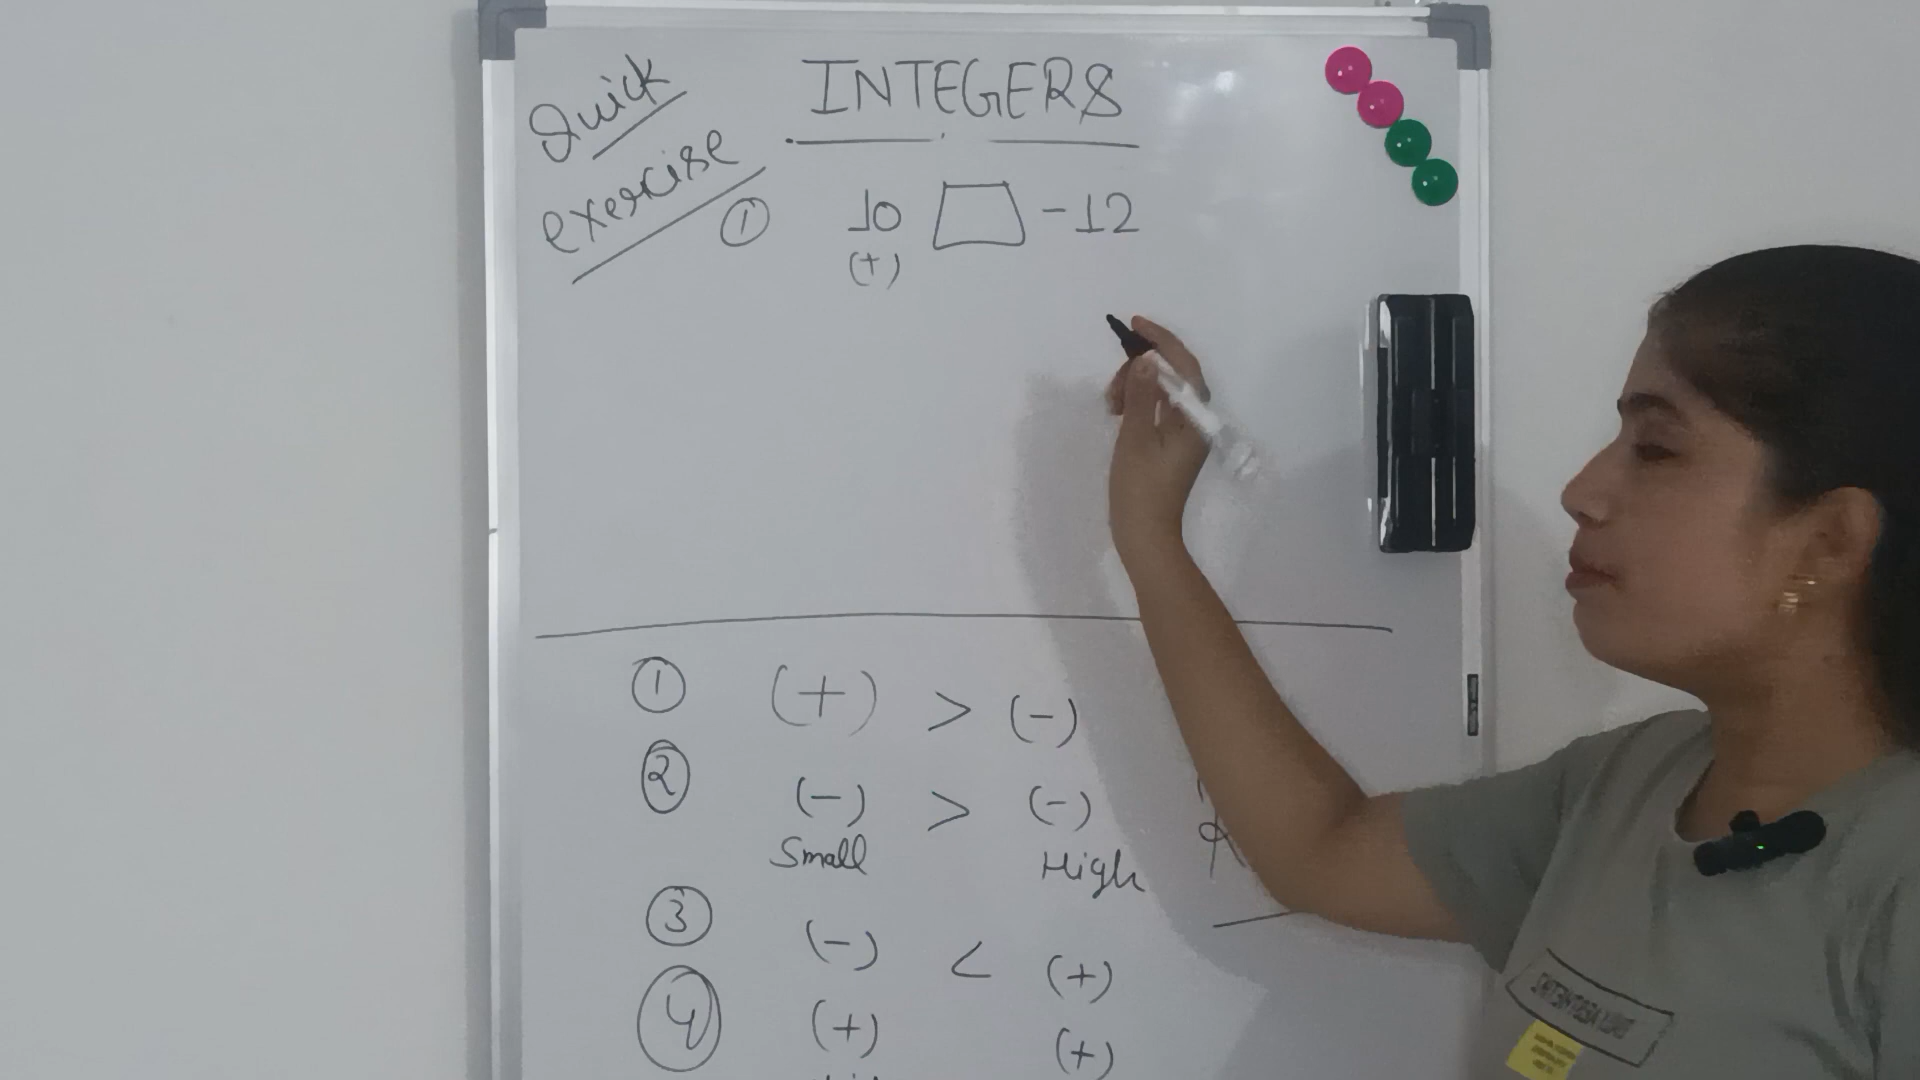 Quick
exercise
INTEGERS
① 10 □ -12
(+)
① (+) > (-)
② (-) > (-)
Small High
③ (-) < (+)
④ (+) (+)